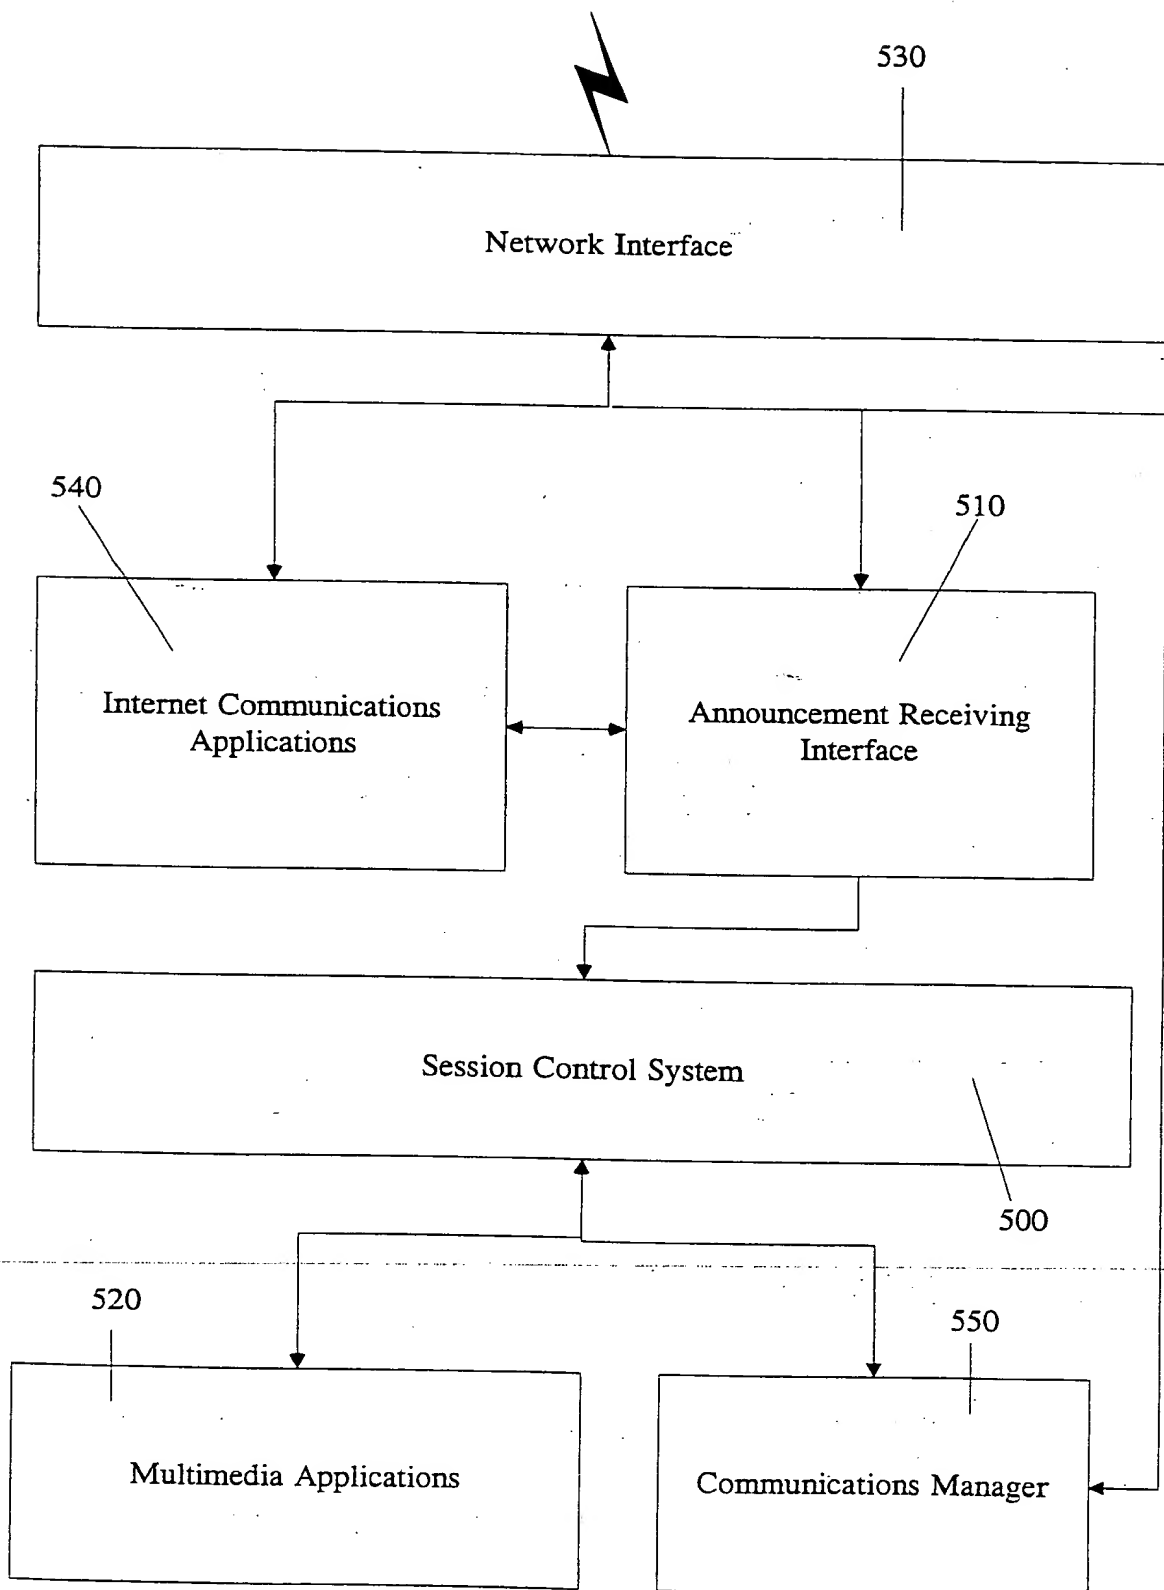 530
Network Interface
540
510
Internet Communications
Applications
Announcement Receiving
Interface
Session Control System
500
520
550
Multimedia Applications
Communications Manager